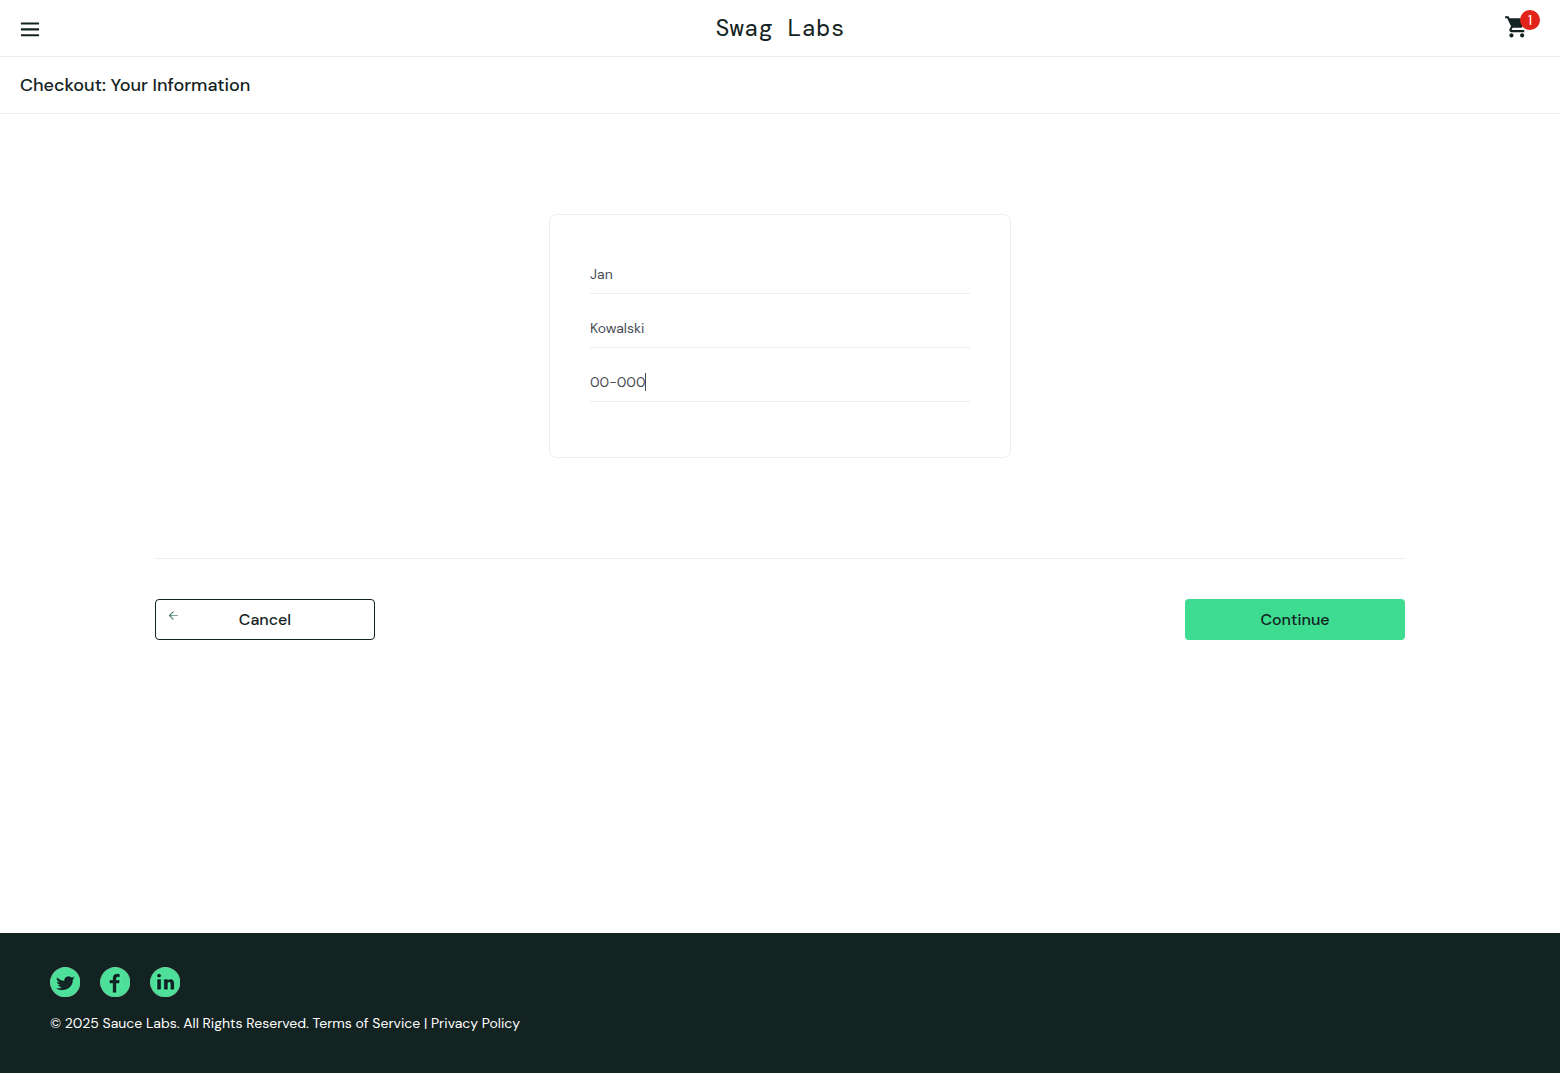 Swag Labs
1
Checkout: Your Information
Jan
Kowalski
00-000
Cancel
Continue
© 2025 Sauce Labs. All Rights Reserved. Terms of Service | Privacy Policy